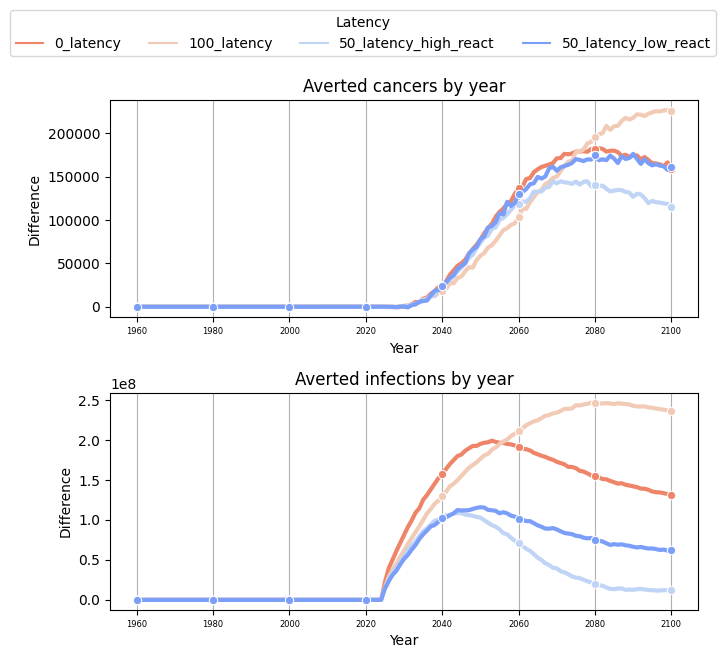 Latency
0_latency 100_latency 50_latency_high_react 50_latency_low_react
Averted cancers by year
200000
150000
100000
50000
0
Difference
1960 1980 2000 2020 2040 2060 2080 2100
Year
Averted infections by year
1e8
2.5
2.0
1.5
1.0
0.5
0.0
Difference
1960 1980 2000 2020 2040 2060 2080 2100
Year